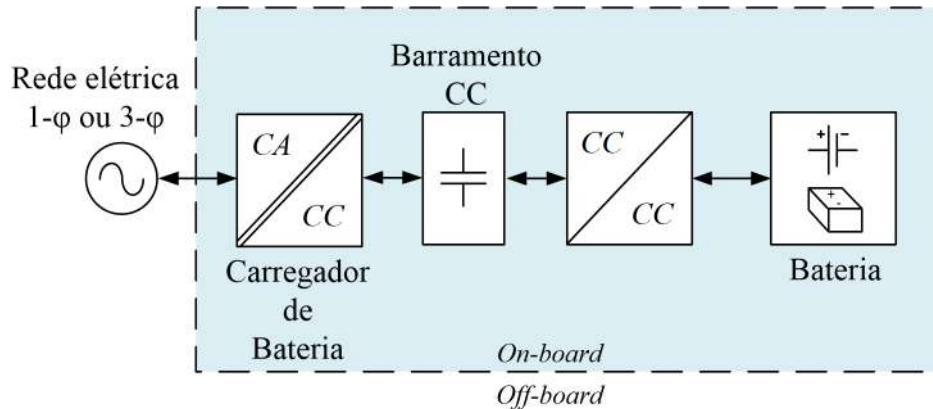 Rede elétrica
1-φ ou 3-φ
CA
CC
Carregador
de
Bateria
Barramento
CC
CC
CC
+ -
+ -
Bateria
On-board
Off-board